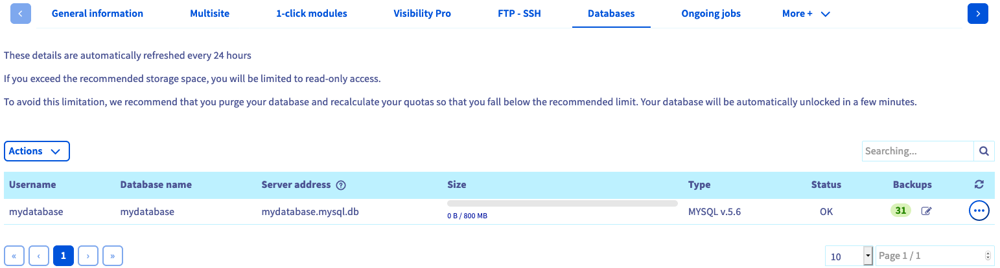 General information Multisite 1-click modules Visibility Pro FTP - SSH Databases Ongoing jobs More +
These details are automatically refreshed every 24 hours
If you exceed the recommended storage space, you will be limited to read-only access.
To avoid this limitation, we recommend that you purge your database and recalculate your quotas so that you fall below the recommended limit. Your database will be automatically unlocked in a few minutes.
Actions Searching...
Username Database name Server address Size Type Status Backups
mydatabase mydatabase mydatabase.mysql.db 0 B / 800 MB MYSQL v.5.6 OK 31
« ‹ 1 › » 10 Page 1 / 1